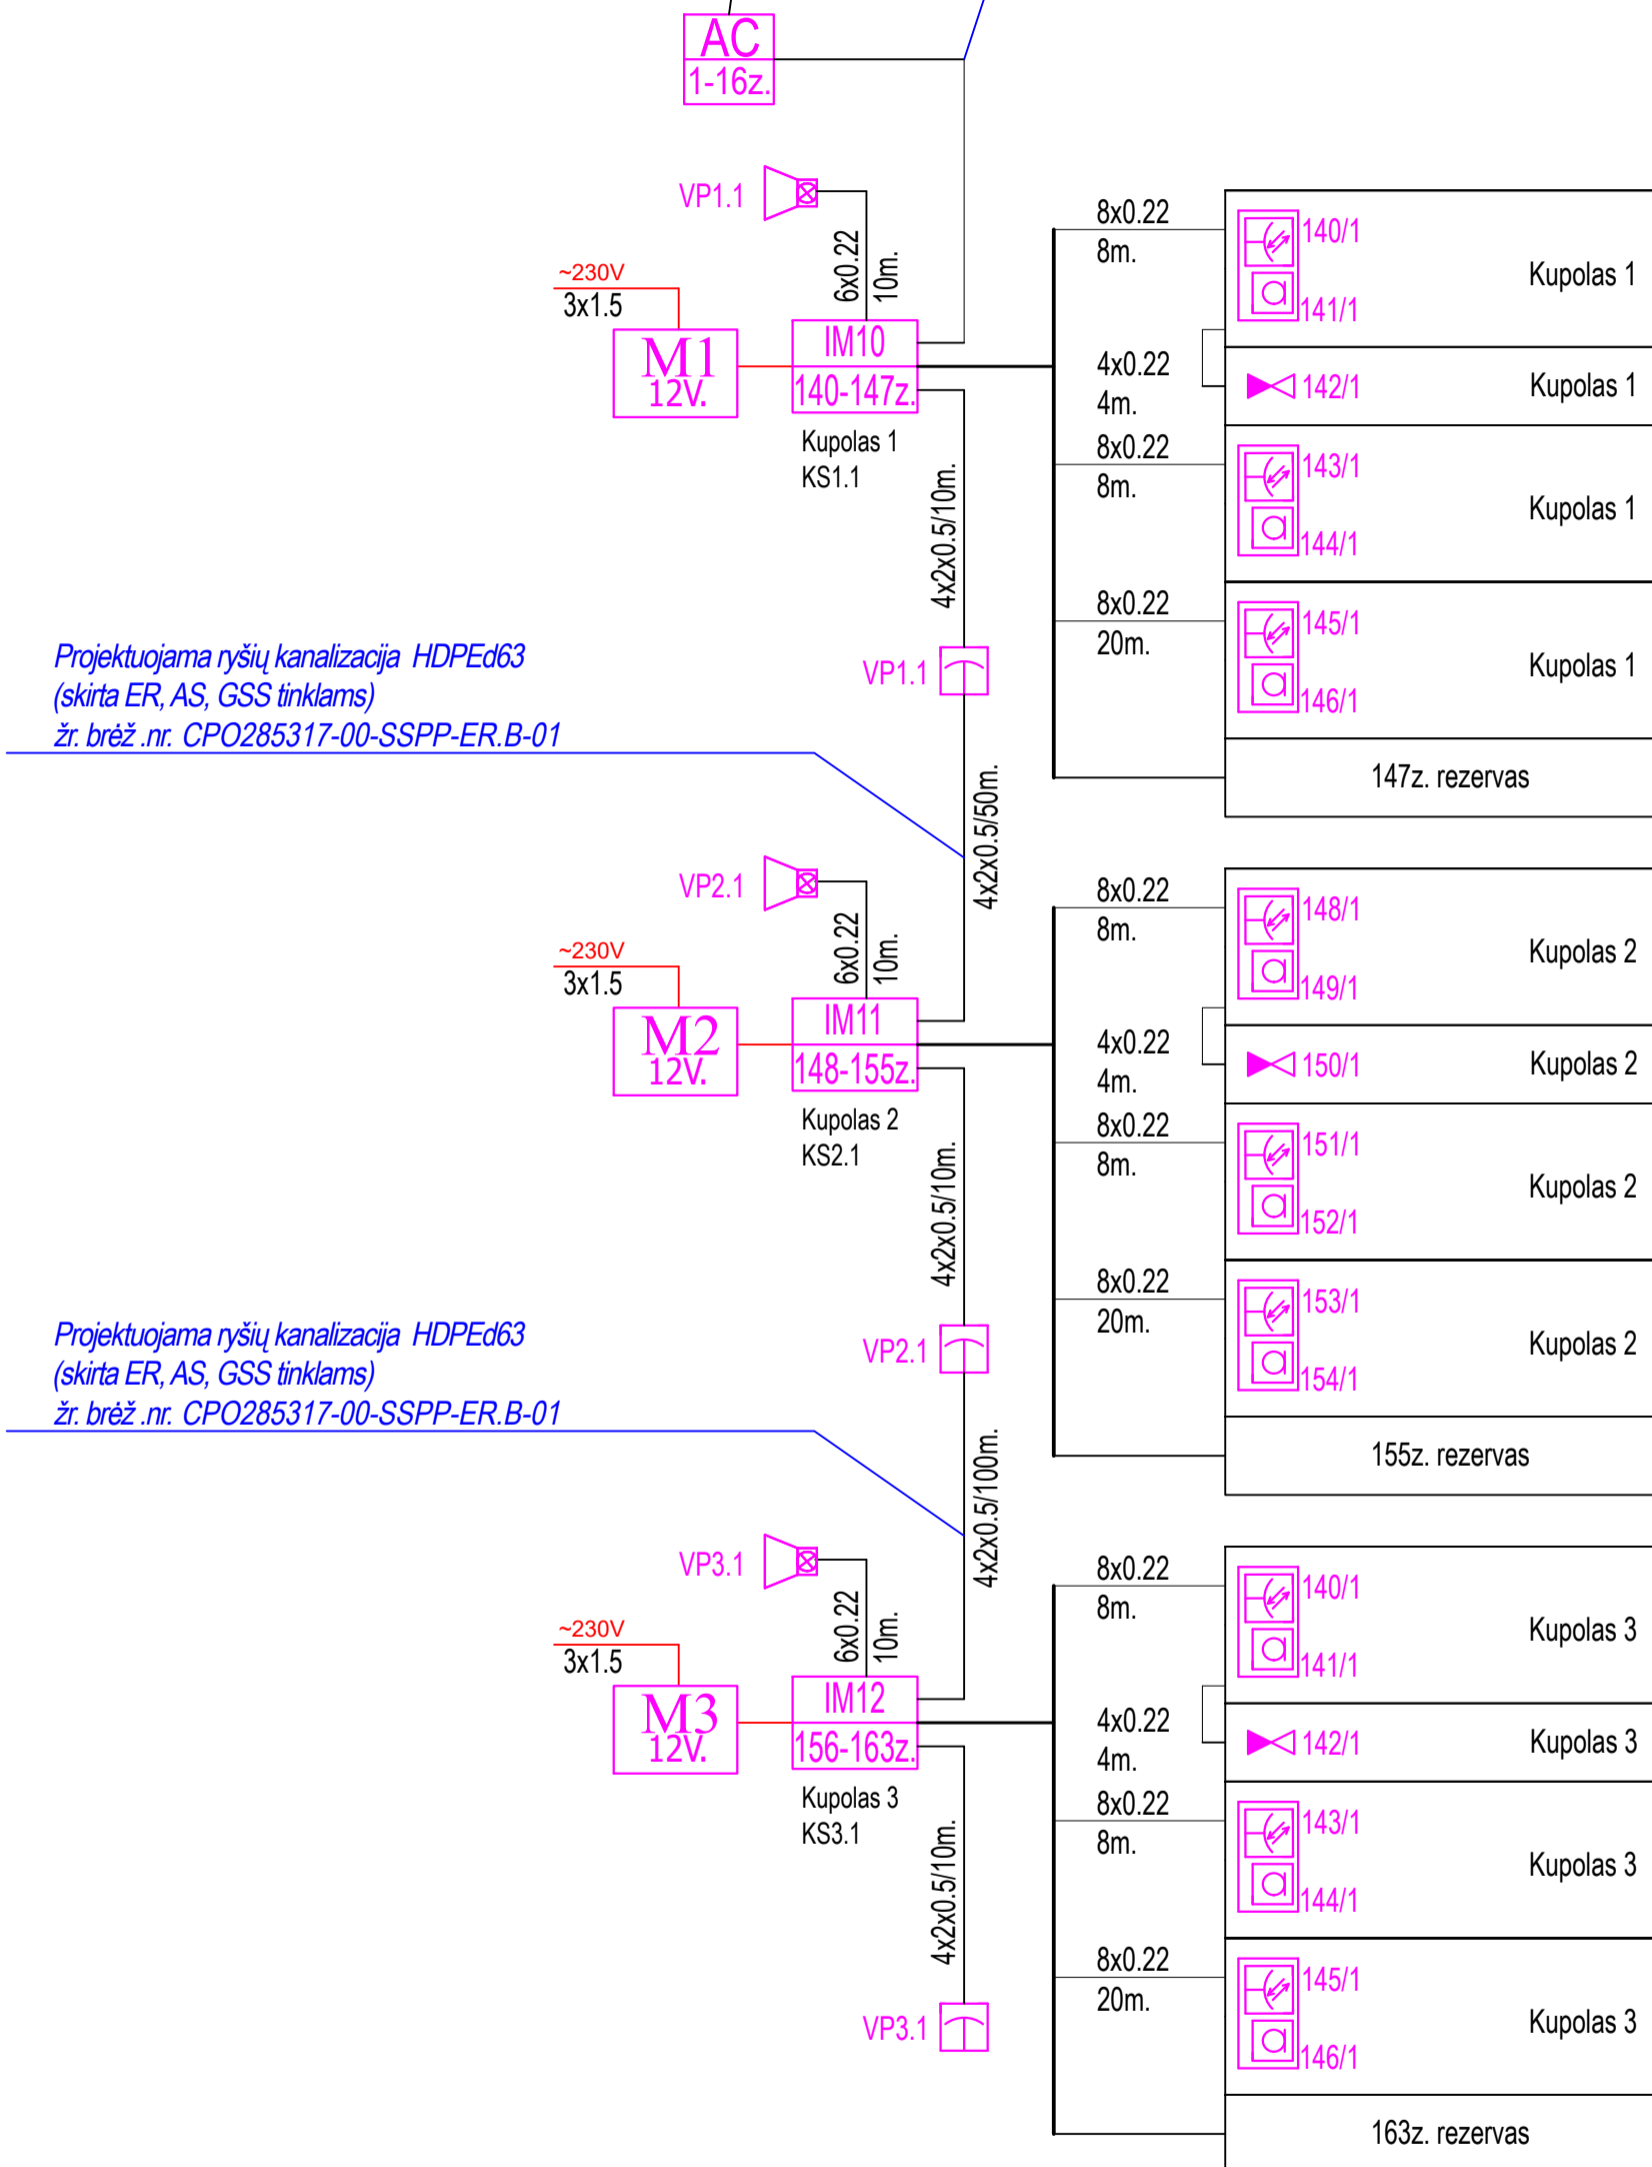 AC
1-16z.
VP1.1
6x0.22
10m.
~230V
3x1.5
M1
12V.
IM10
140-147z.
Kupolas 1
KS1.1
4x2x0.5/10m.
VP1.1
8x0.22
8m.
140/1
141/1
Kupolas 1
4x0.22
4m.
142/1
Kupolas 1
8x0.22
8m.
143/1
144/1
Kupolas 1
8x0.22
20m.
145/1
146/1
Kupolas 1
147z. rezervas
Projektuojama ryšių kanalizacija HDPEd63
(skirta ER, AS, GSS tinklams)
žr. brėž .nr. CPO285317-00-SSPP-ER.B-01
4x2x0.5/50m.
VP2.1
6x0.22
10m.
~230V
3x1.5
M2
12V.
IM11
148-155z.
Kupolas 2
KS2.1
4x2x0.5/10m.
VP2.1
8x0.22
8m.
148/1
149/1
Kupolas 2
4x0.22
4m.
150/1
Kupolas 2
8x0.22
8m.
151/1
152/1
Kupolas 2
8x0.22
20m.
153/1
154/1
Kupolas 2
155z. rezervas
Projektuojama ryšių kanalizacija HDPEd63
(skirta ER, AS, GSS tinklams)
žr. brėž .nr. CPO285317-00-SSPP-ER.B-01
4x2x0.5/100m.
VP3.1
6x0.22
10m.
~230V
3x1.5
M3
12V.
IM12
156-163z.
Kupolas 3
KS3.1
4x2x0.5/10m.
VP3.1
8x0.22
8m.
140/1
141/1
Kupolas 3
4x0.22
4m.
142/1
Kupolas 3
8x0.22
8m.
143/1
144/1
Kupolas 3
8x0.22
20m.
145/1
146/1
Kupolas 3
163z. rezervas